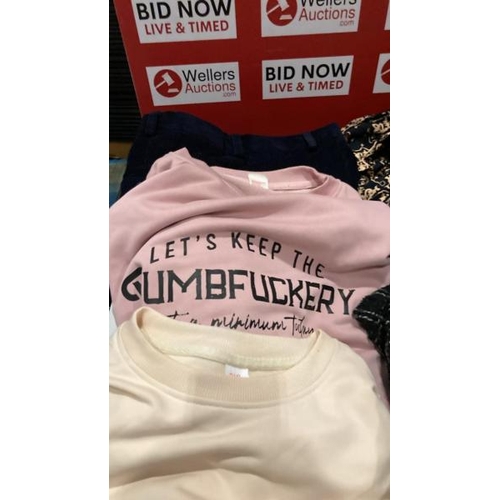 BID NOW
LIVE & TIMED
Wellers
Auctions
.com
Wellers
Auctions
.com
BID NOW
LIVE & TIMED
LET'S KEEP THE
DUMBFUCKERY
a minimum today